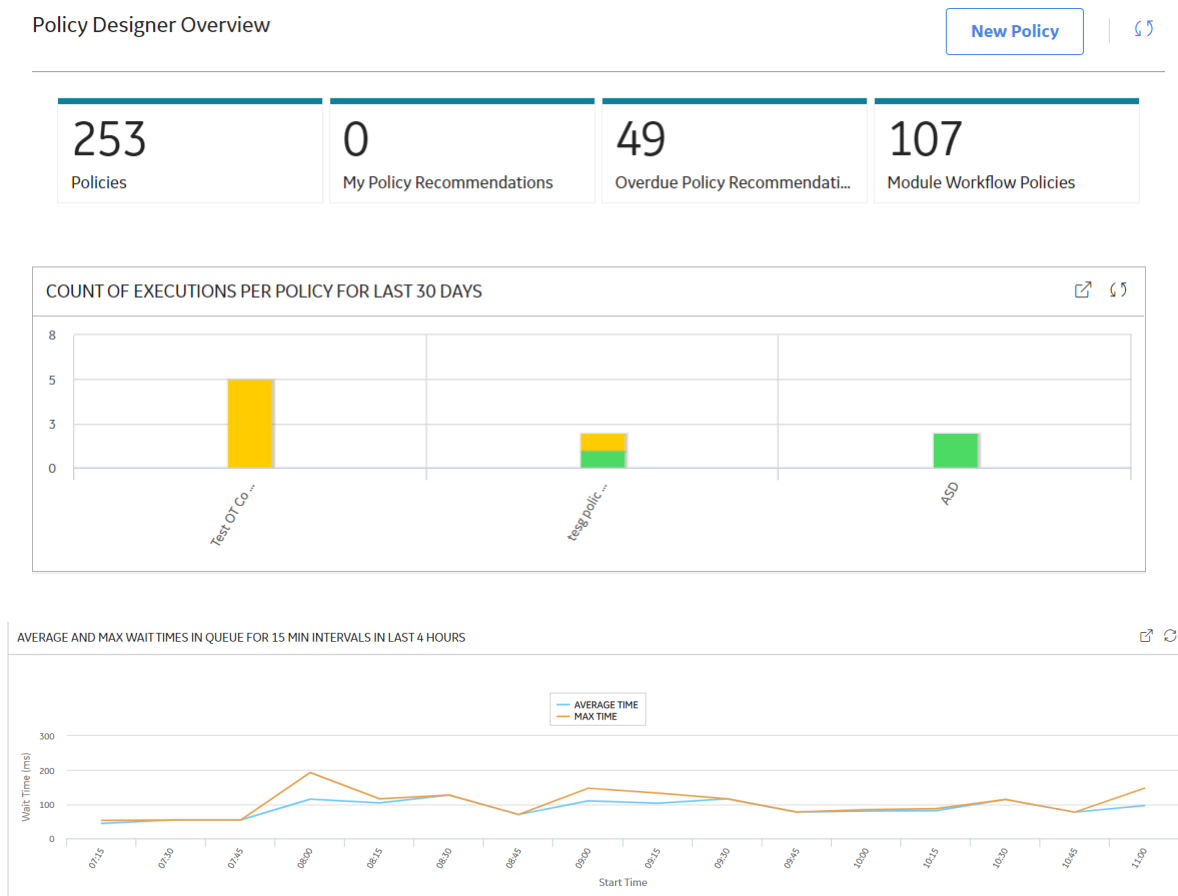 Policy Designer Overview
New Policy
253
Policies
0
My Policy Recommendations
49
Overdue Policy Recommendati...
107
Module Workflow Policies
COUNT OF EXECUTIONS PER POLICY FOR LAST 30 DAYS
8
5
3
0
Test OT Co ...
tesg polic ...
ASD
AVERAGE AND MAX WAIT TIMES IN QUEUE FOR 15 MIN INTERVALS IN LAST 4 HOURS
AVERAGE TIME
MAX TIME
Wait Time (ms)
300
200
100
0
07:15
07:30
07:45
08:00
08:15
08:30
08:45
09:00
09:15
09:30
09:45
10:00
10:15
10:30
10:45
11:00
Start Time